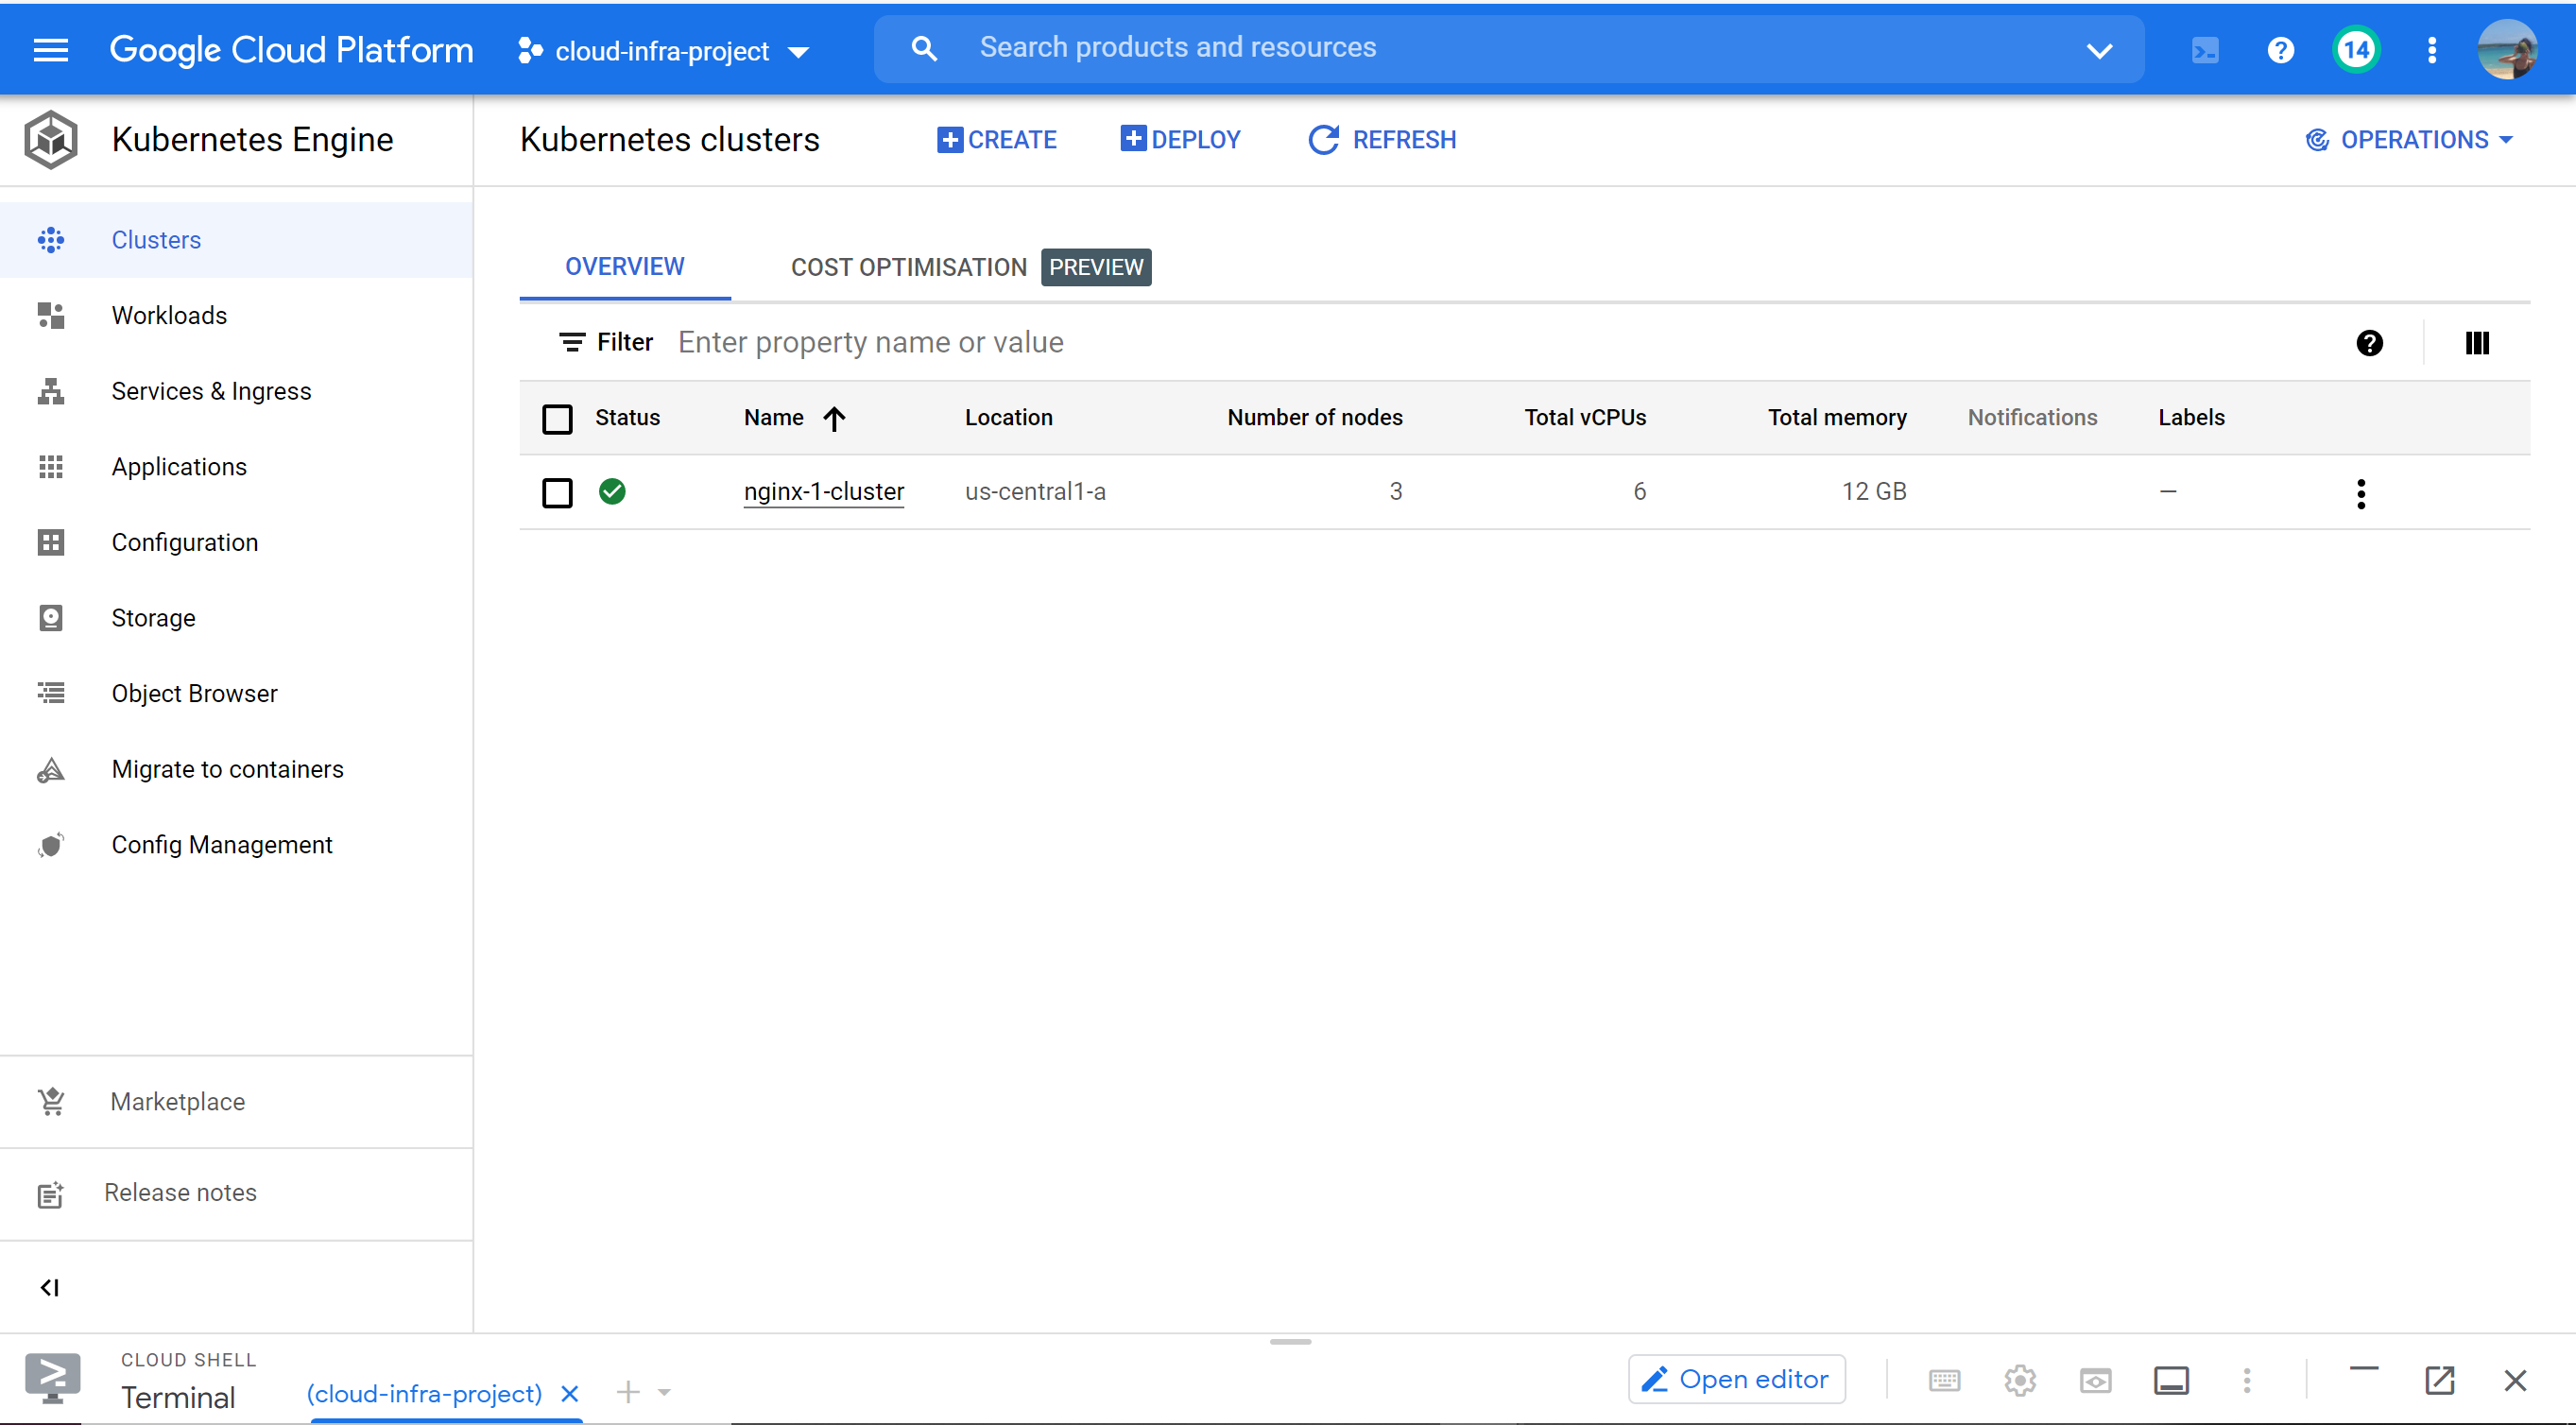 Google Cloud Platform
cloud-infra-project
Search products and resources
14
Kubernetes Engine
Kubernetes clusters
CREATE
DEPLOY
REFRESH
OPERATIONS
Clusters
Workloads
Services & Ingress
Applications
Configuration
Storage
Object Browser
Migrate to containers
Config Management
Marketplace
Release notes
OVERVIEW
COST OPTIMISATION PREVIEW
Filter Enter property name or value
Status Name Location Number of nodes Total vCPUs Total memory Notifications Labels
nginx-1-cluster us-central1-a 3 6 12 GB —
CLOUD SHELL
Terminal
(cloud-infra-project)
Open editor